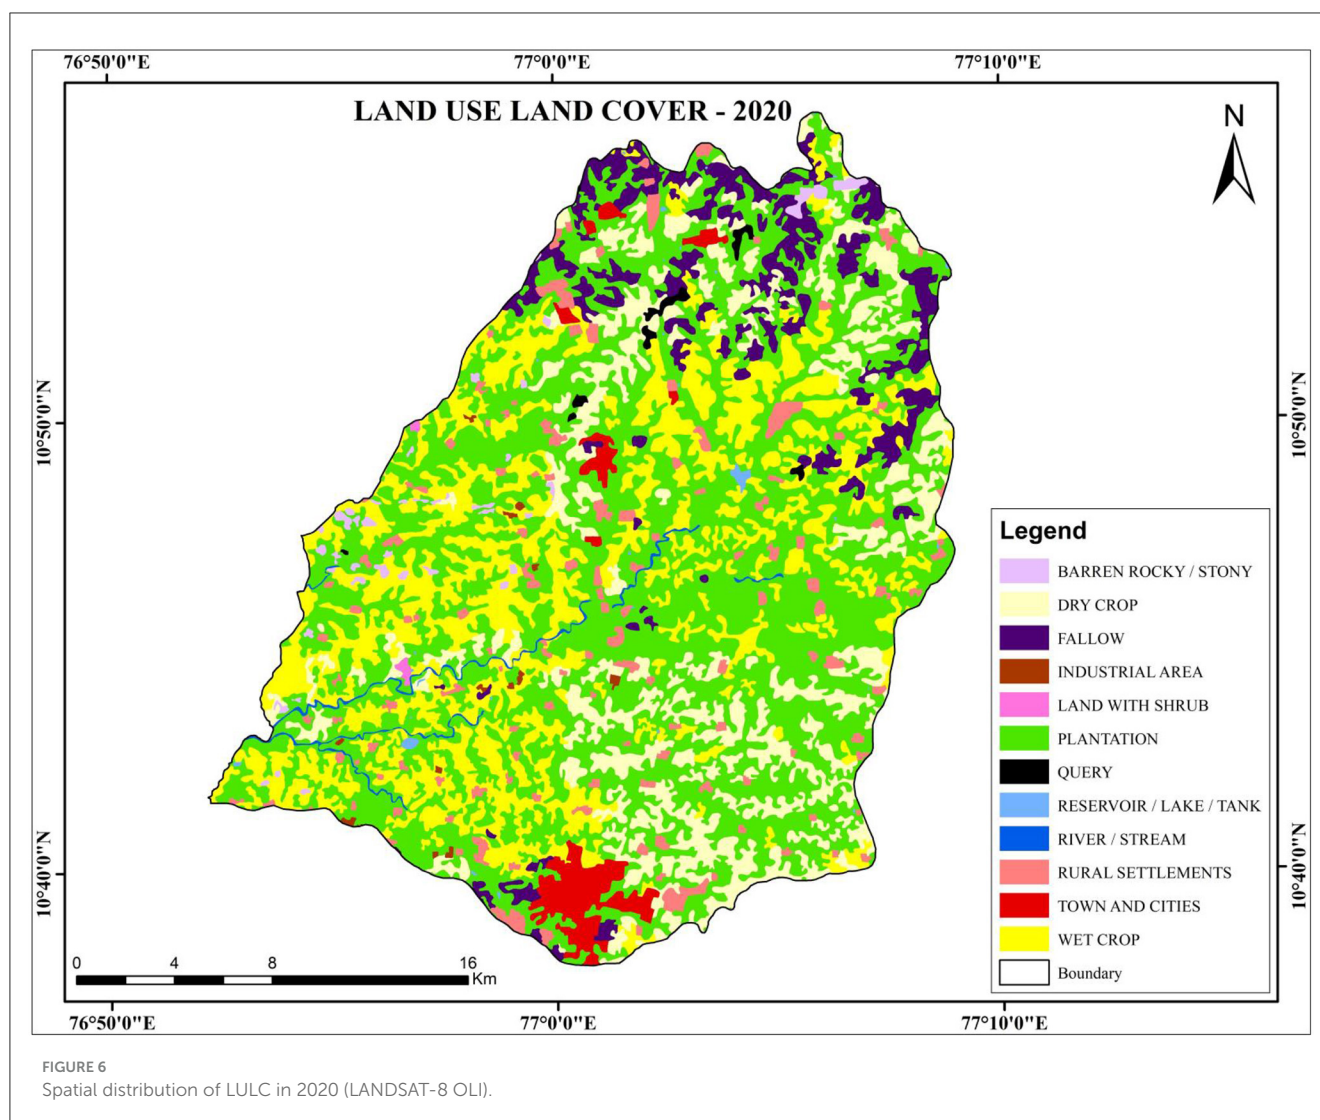 76°50'0"E 77°0'0"E 77°10'0"E
LAND USE LAND COVER - 2020
N
10°50'0"N
10°50'0"N
Legend
BARREN ROCKY / STONY
DRY CROP
FALLOW
INDUSTRIAL AREA
LAND WITH SHRUB
PLANTATION
QUERY
RESERVOIR / LAKE / TANK
RIVER / STREAM
RURAL SETTLEMENTS
TOWN AND CITIES
WET CROP
Boundary
10°40'0"N
10°40'0"N
0 4 8 16
Km
76°50'0"E 77°0'0"E 77°10'0"E
FIGURE 6
Spatial distribution of LULC in 2020 (LANDSAT-8 OLI).